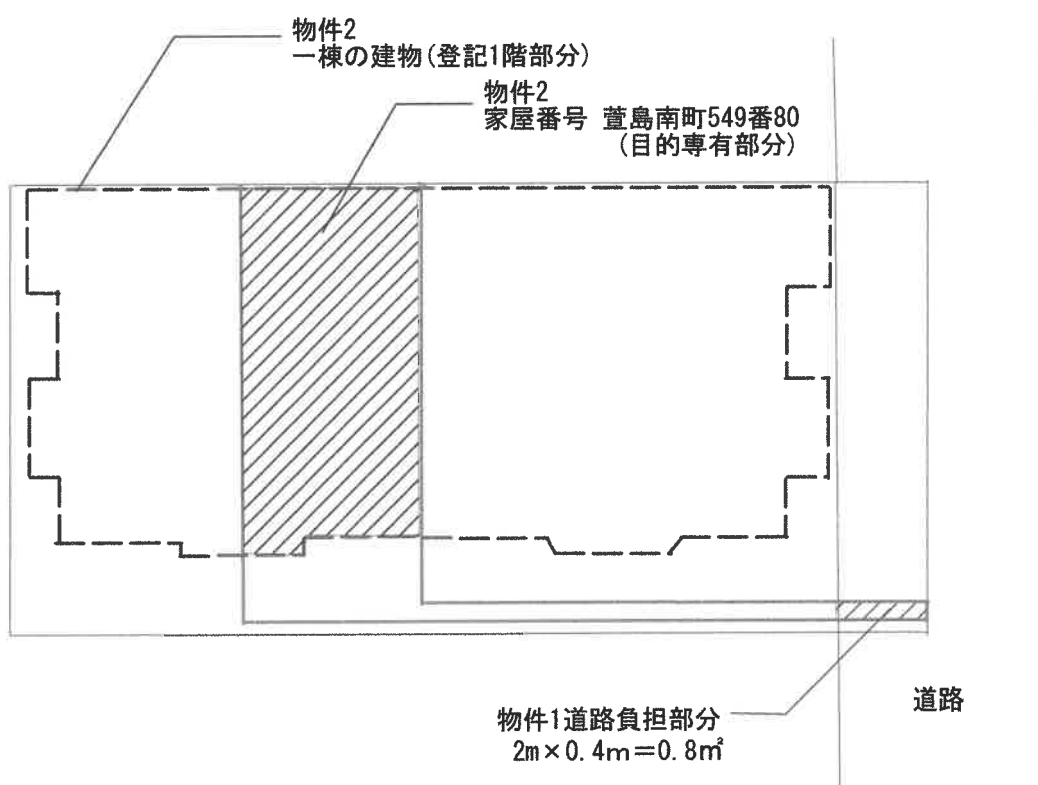 物件2
一棟の建物(登記1階部分)
物件2
家屋番号 萱島南町549番80
(目的専有部分)
道路
物件1道路負担部分
2m×0.4m=0.8㎡